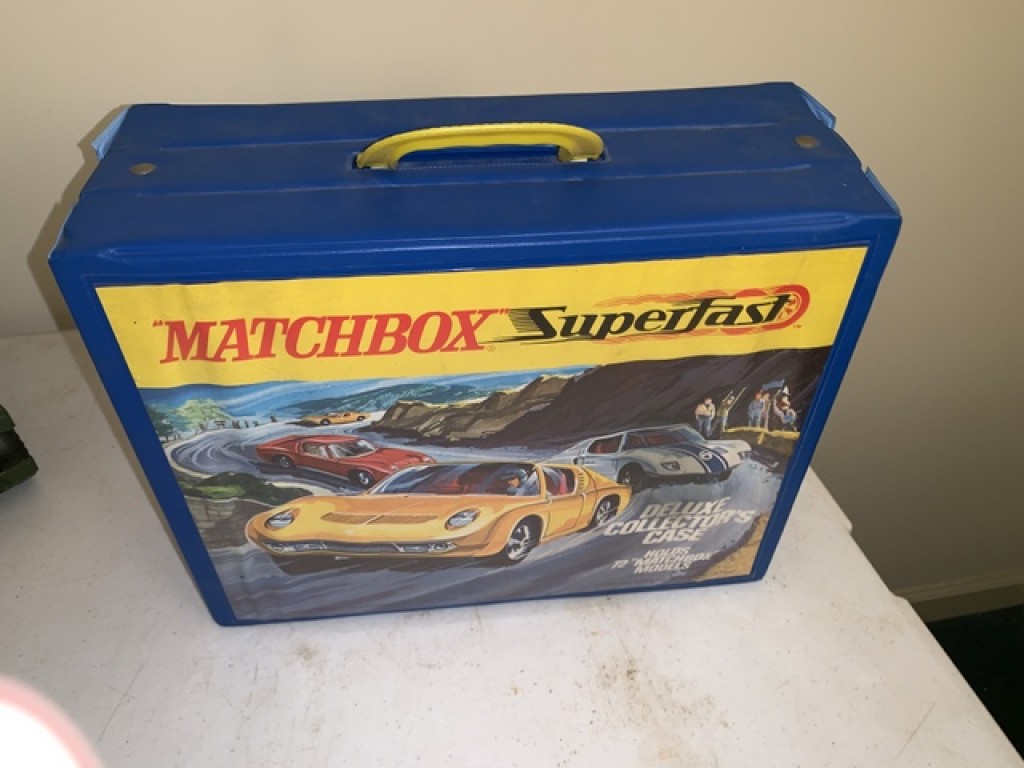 "MATCHBOX" Superfast
DELUXE
COLLECTOR'S
CASE
HOLDS
72 "MATCHBOX"
MODELS